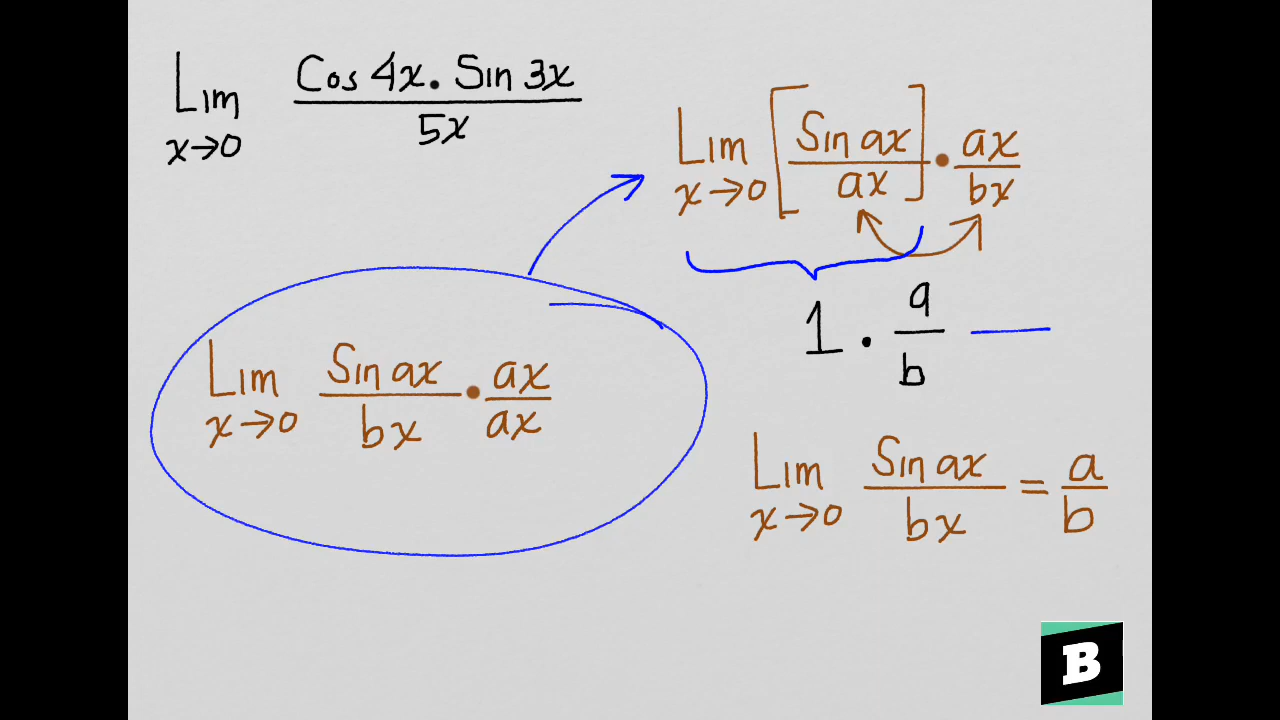 Lim x→0 Cos 4x · Sin 3x / 5x
Lim x→0 [Sin ax / ax] · ax / bx
1 · a / b
Lim x→0 Sin ax / bx · ax / ax
Lim x→0 Sin ax / bx = a / b
B